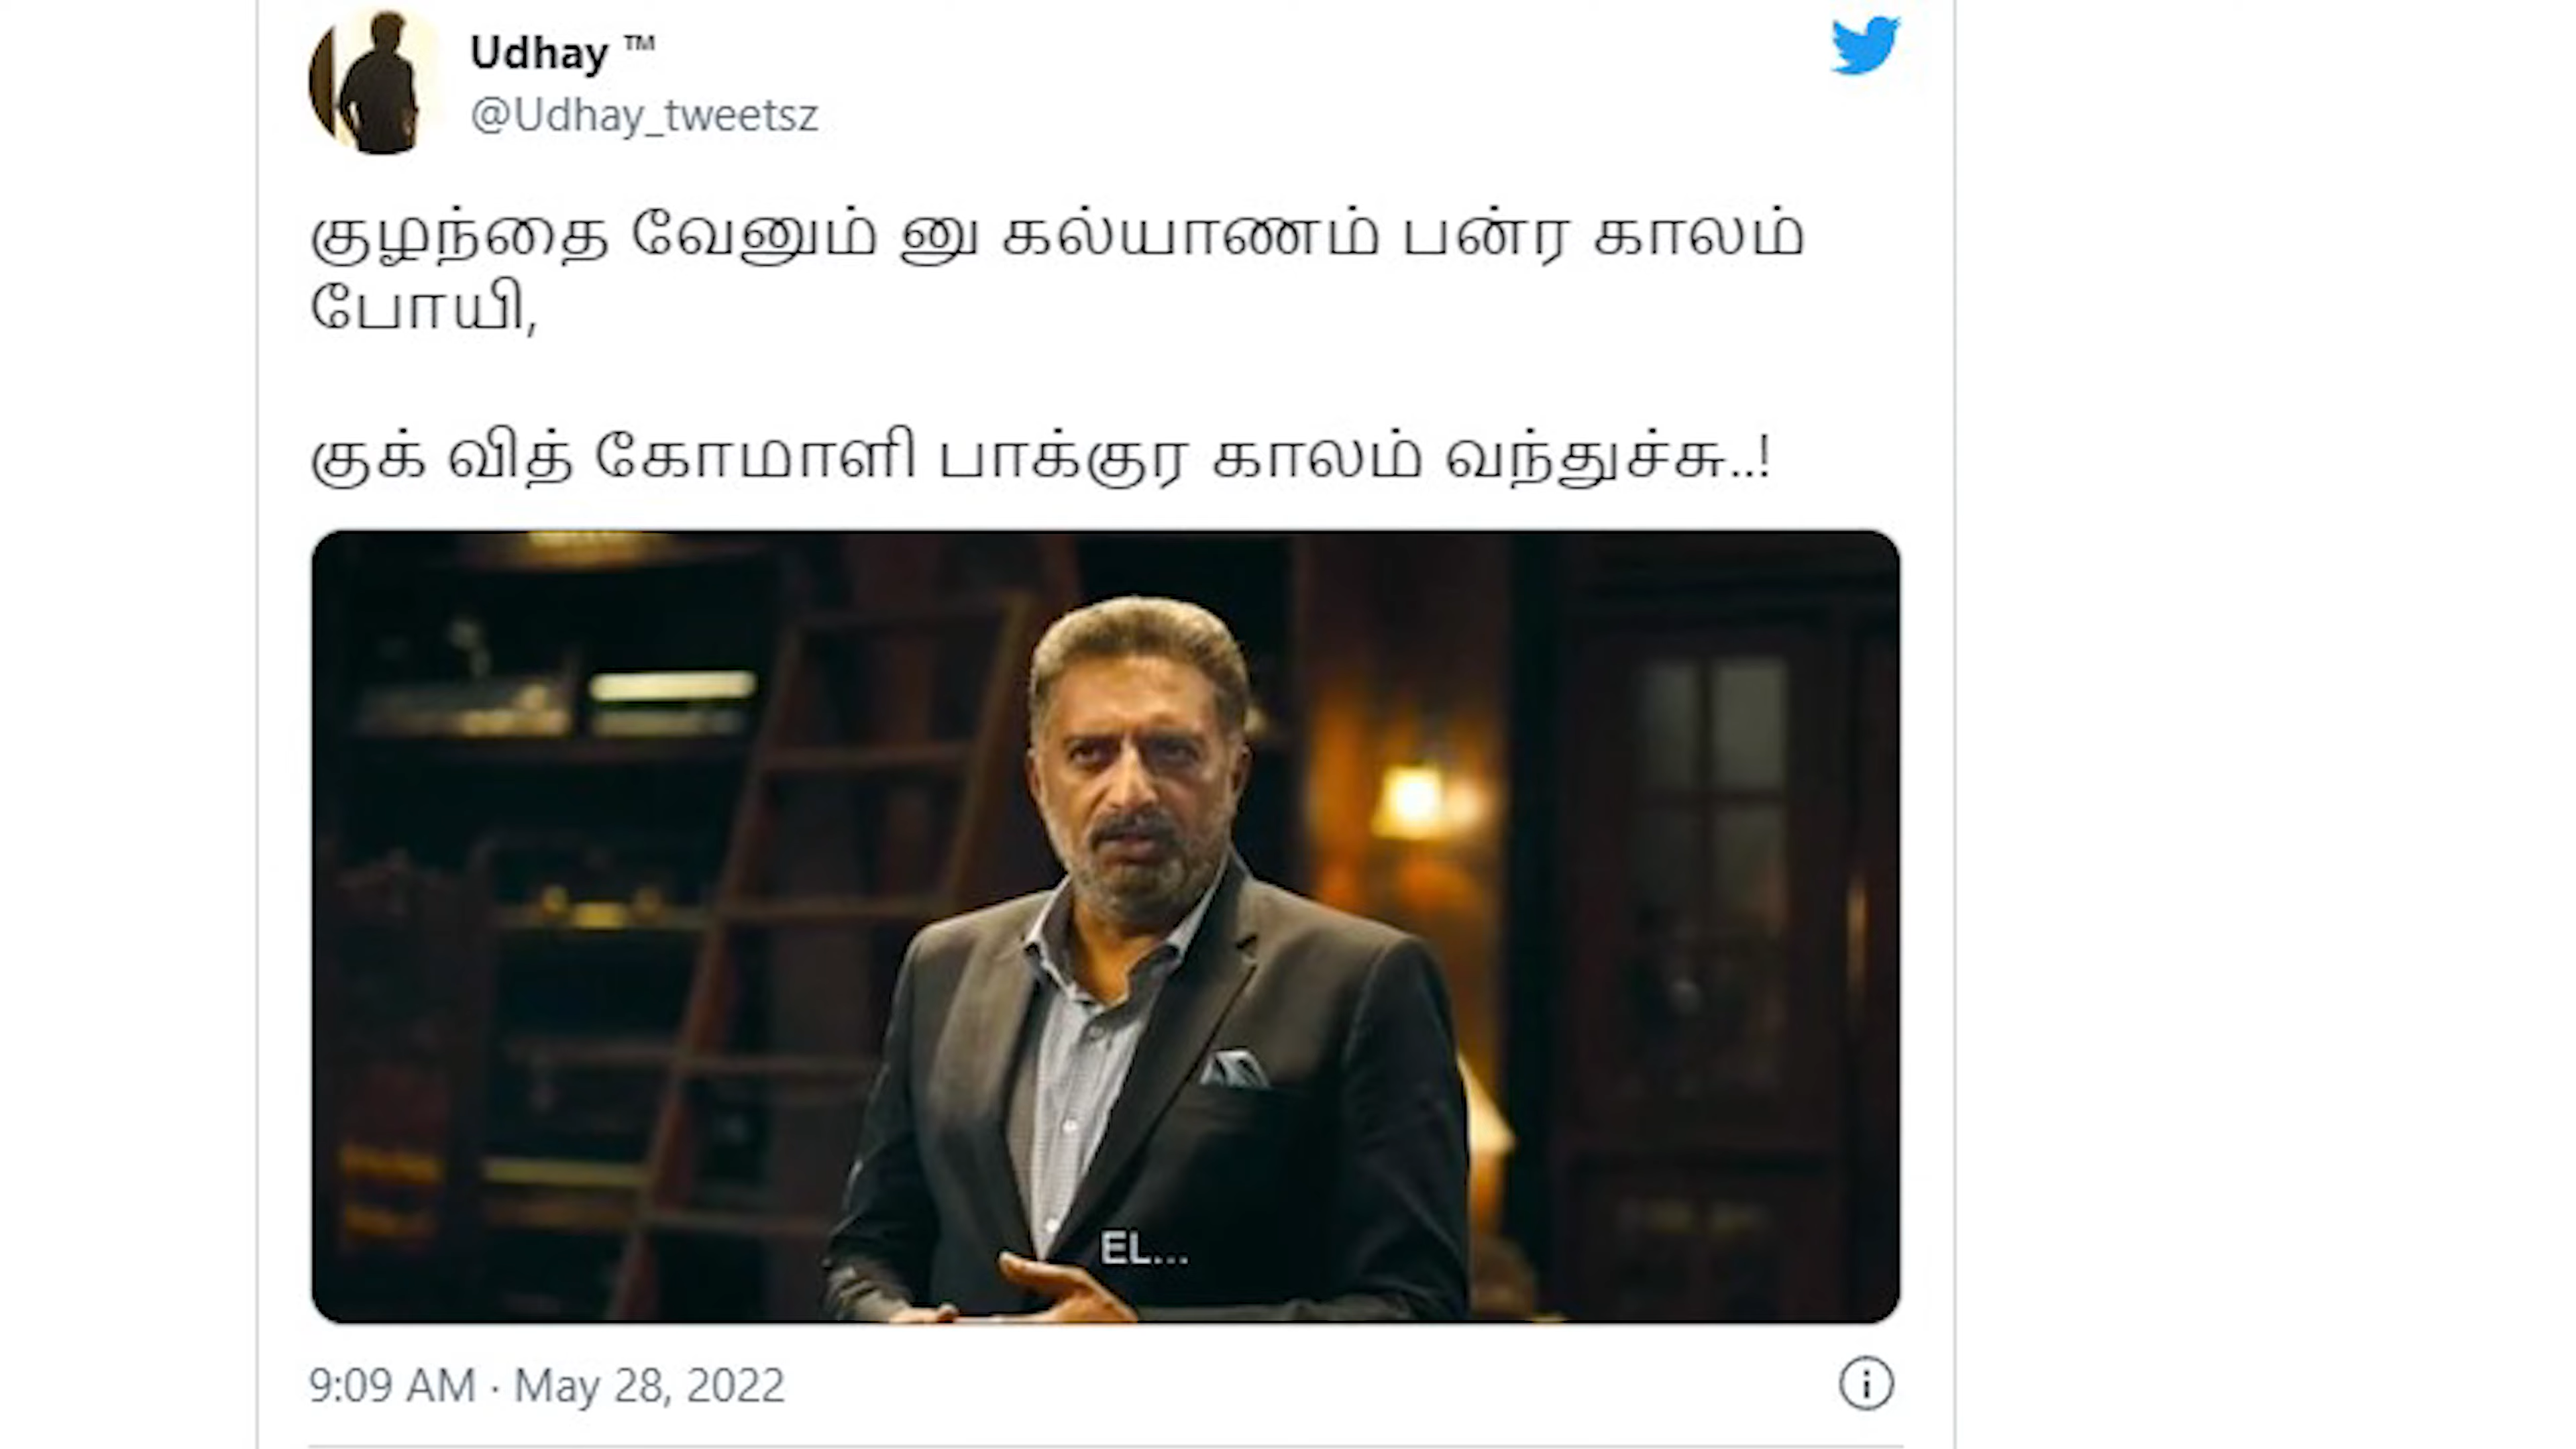 Udhay ™
@Udhay_tweetsz
குழந்தை வேனும் னு கல்யாணம் பன்ர காலம்
போயி,
குக் வித் கோமாளி பாக்குர காலம் வந்துச்சு..!
EL...
9:09 AM · May 28, 2022